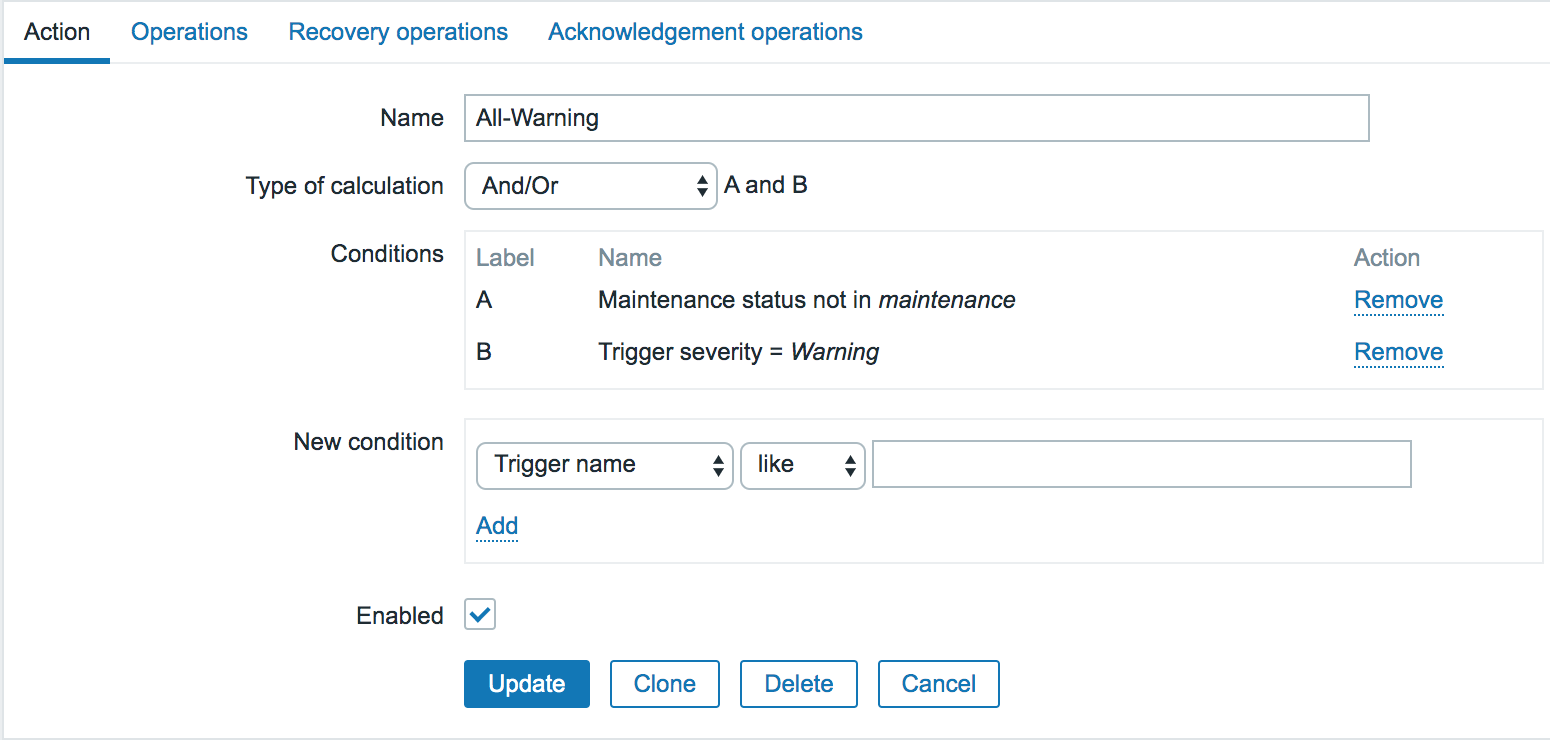 Action Operations Recovery operations Acknowledgement operations
Name All-Warning
Type of calculation And/Or A and B
Conditions Label Name Action
A Maintenance status not in maintenance Remove
B Trigger severity = Warning Remove
New condition Trigger name like
Add
Enabled
Update Clone Delete Cancel